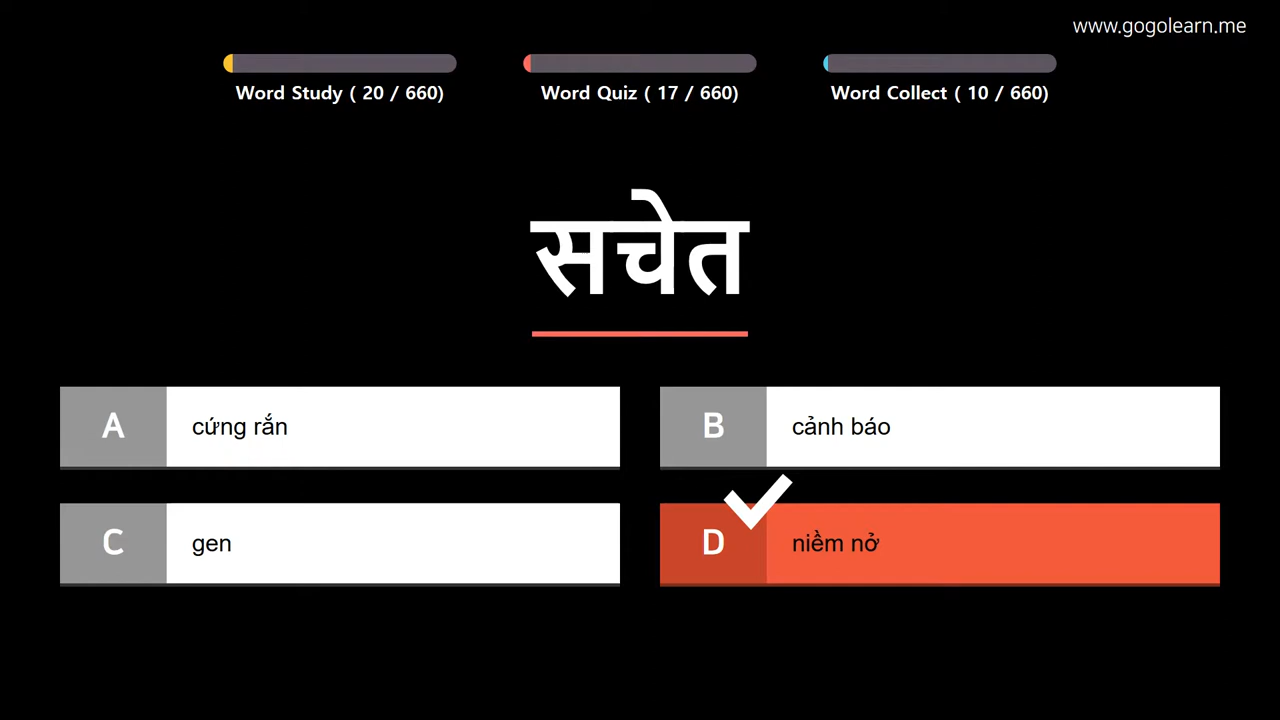 www.gogolearn.me
Word Study ( 20 / 660)
Word Quiz ( 17 / 660)
Word Collect ( 10 / 660)
सचेत
A cứng rắn
B cảnh báo
C gen
D niềm nở